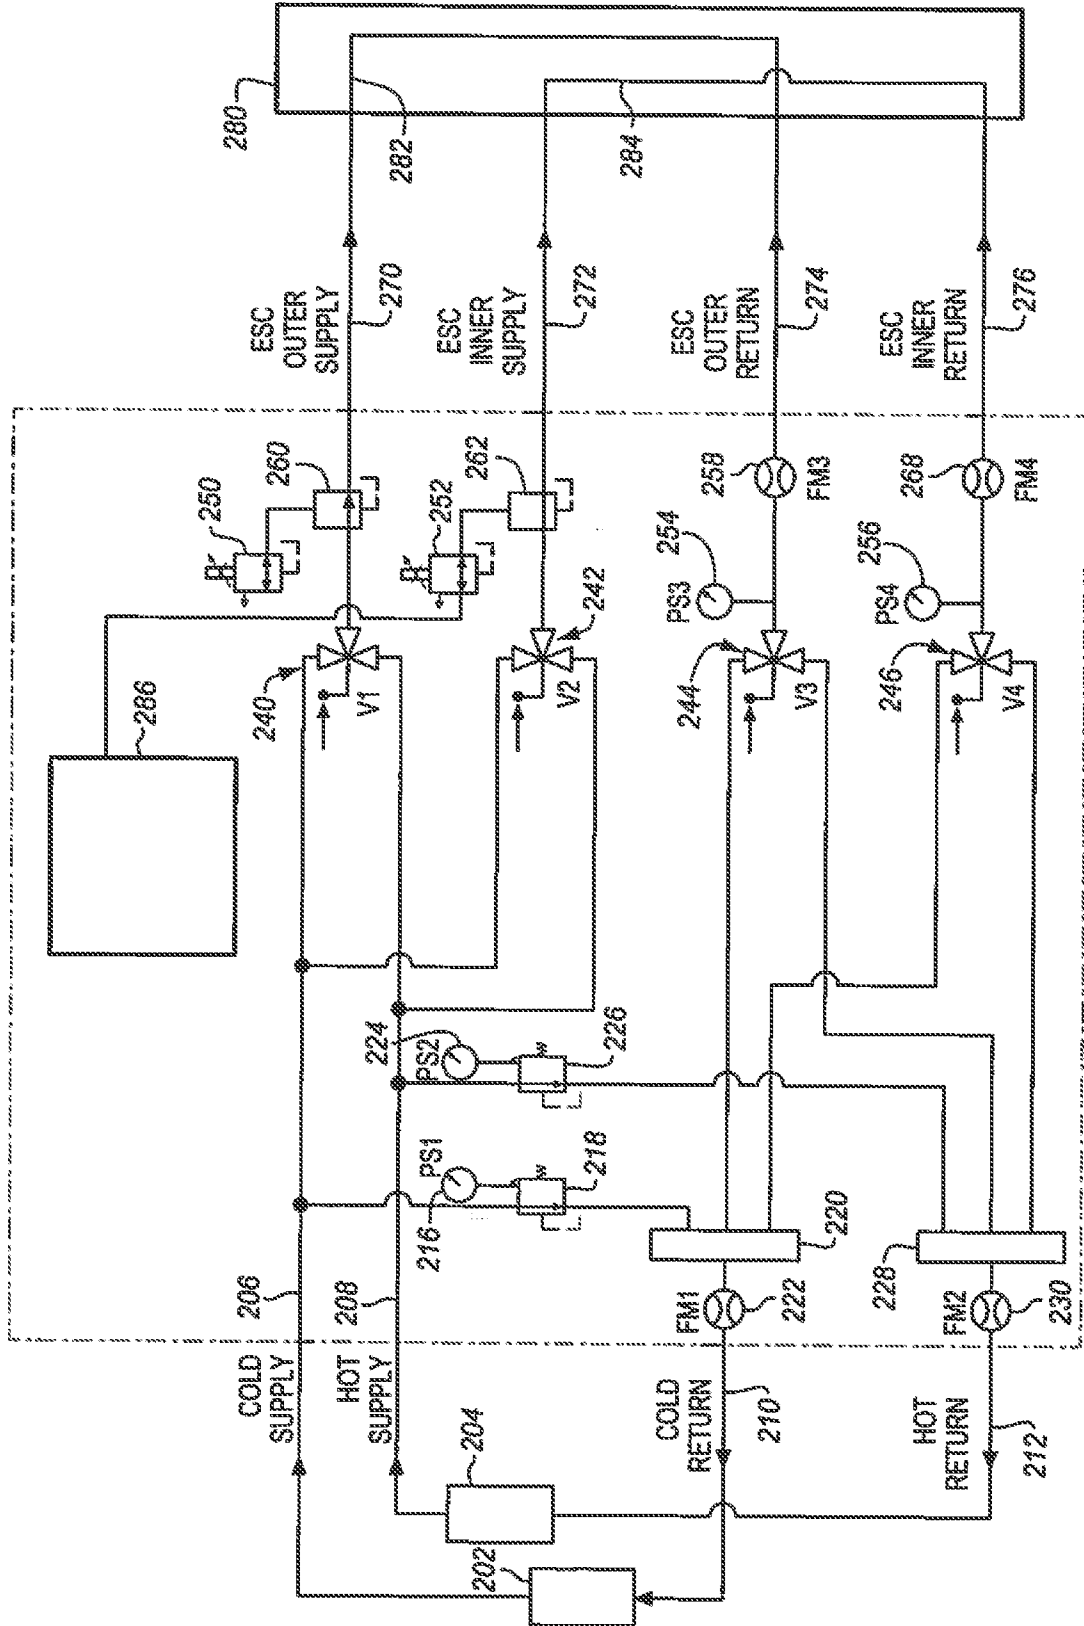 280
282
284
ESC
OUTER
SUPPLY
270
ESC
INNER
SUPPLY
272
ESC
OUTER
RETURN
274
ESC
INNER
RETURN
276
250
260
252
262
258
FM3
268
FM4
254
PS3
256
PS4
286
240
V1
242
V2
244
V3
246
V4
224
PS2
226
W
216
PS1
218
W
220
228
206
208
FM1
222
FM2
230
COLD
SUPPLY
HOT
SUPPLY
COLD
RETURN
210
HOT
RETURN
212
204
202